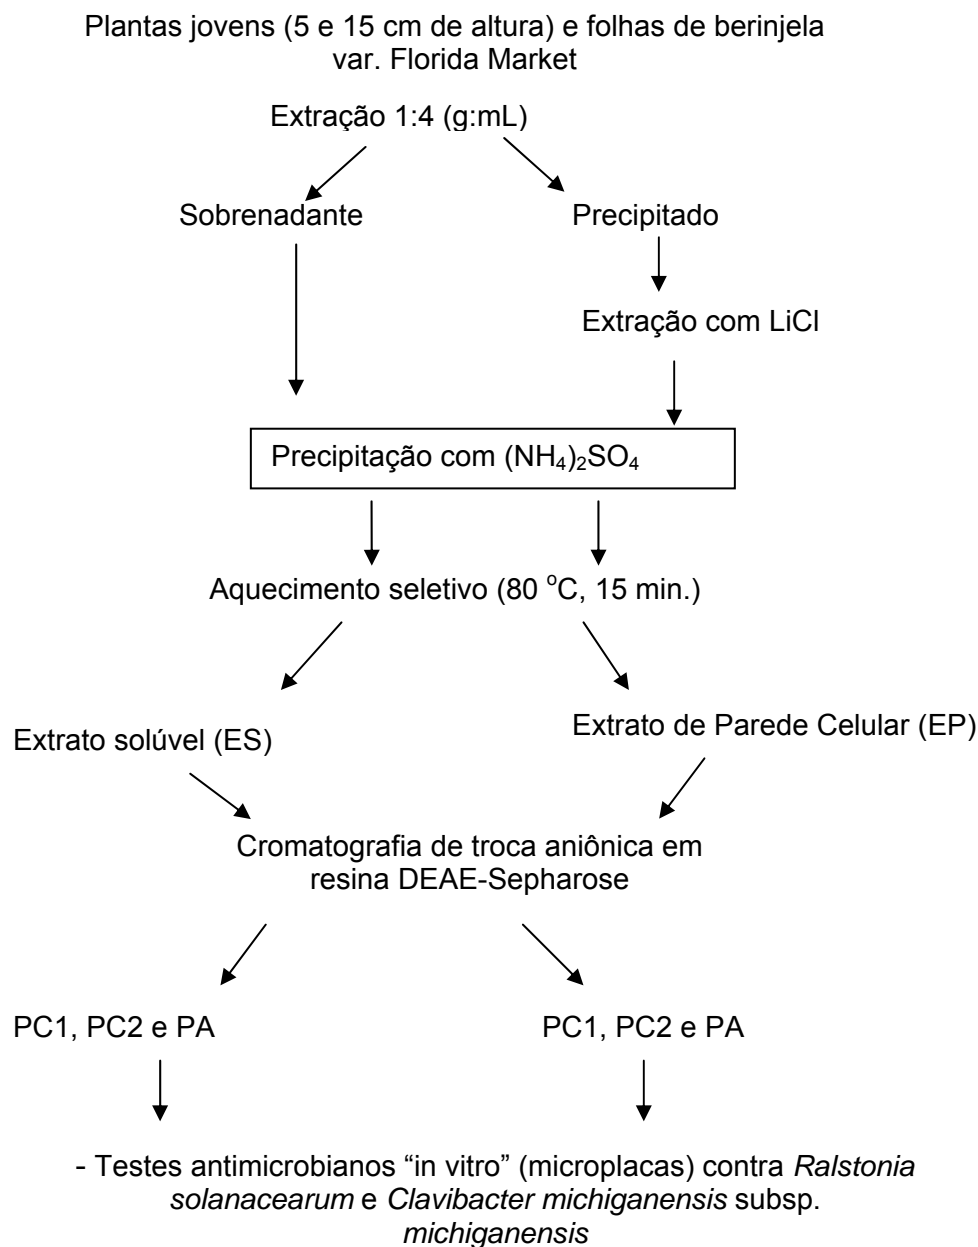 Plantas jovens (5 e 15 cm de altura) e folhas de berinjela
var. Florida Market
Extração 1:4 (g:mL)
Sobrenadante
Precipitado
Extração com LiCl
Precipitação com (NH₄)₂SO₄
Aquecimento seletivo (80 °C, 15 min.)
Extrato solúvel (ES)
Extrato de Parede Celular (EP)
Cromatografia de troca aniônica em
resina DEAE-Sepharose
PC1, PC2 e PA
PC1, PC2 e PA
- Testes antimicrobianos “in vitro” (microplacas) contra Ralstonia
solanacearum e Clavibacter michiganensis subsp.
michiganensis